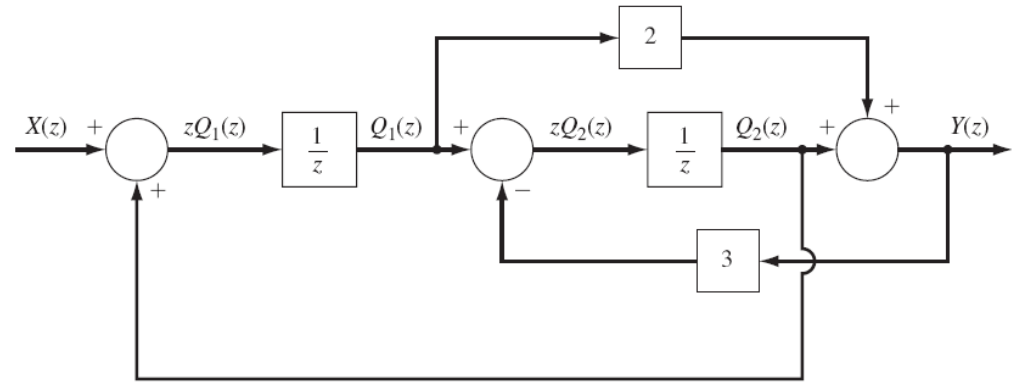 2
X(z) + zQ₁(z) 1/z Q₁(z) + zQ₂(z) 1/z Q₂(z) + + Y(z)
+ −
3